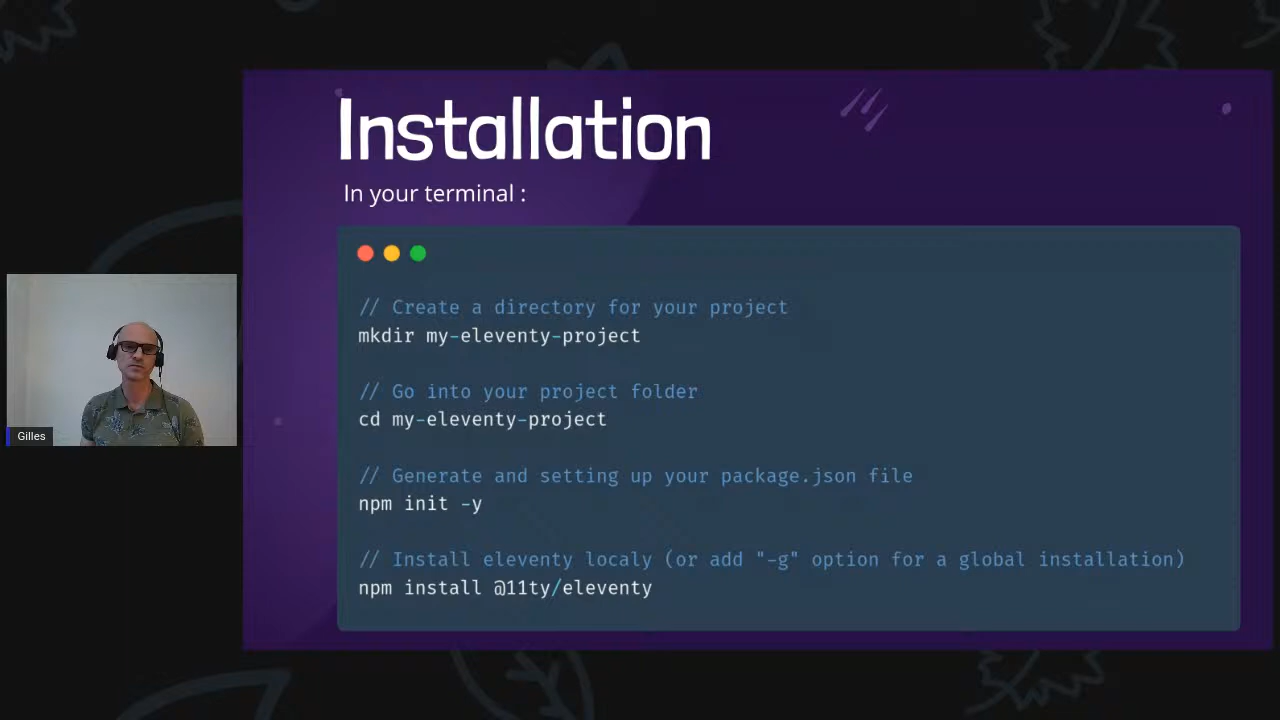 Installation
In your terminal :
// Create a directory for your project
mkdir my-eleventy-project
// Go into your project folder
cd my-eleventy-project
// Generate and setting up your package.json file
npm init -y
// Install eleventy localy (or add "-g" option for a global installation)
npm install @11ty/eleventy
Gilles